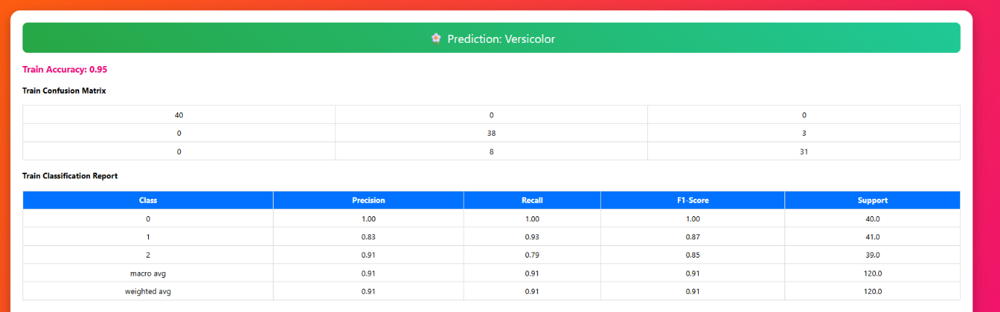 🌸 Prediction: Versicolor
Train Accuracy: 0.95
Train Confusion Matrix
40 0 0
0 38 3
0 8 31
Train Classification Report
Class Precision Recall F1-Score Support
0 1.00 1.00 1.00 40.0
1 0.83 0.93 0.87 41.0
2 0.91 0.79 0.85 39.0
macro avg 0.91 0.91 0.91 120.0
weighted avg 0.91 0.91 0.91 120.0